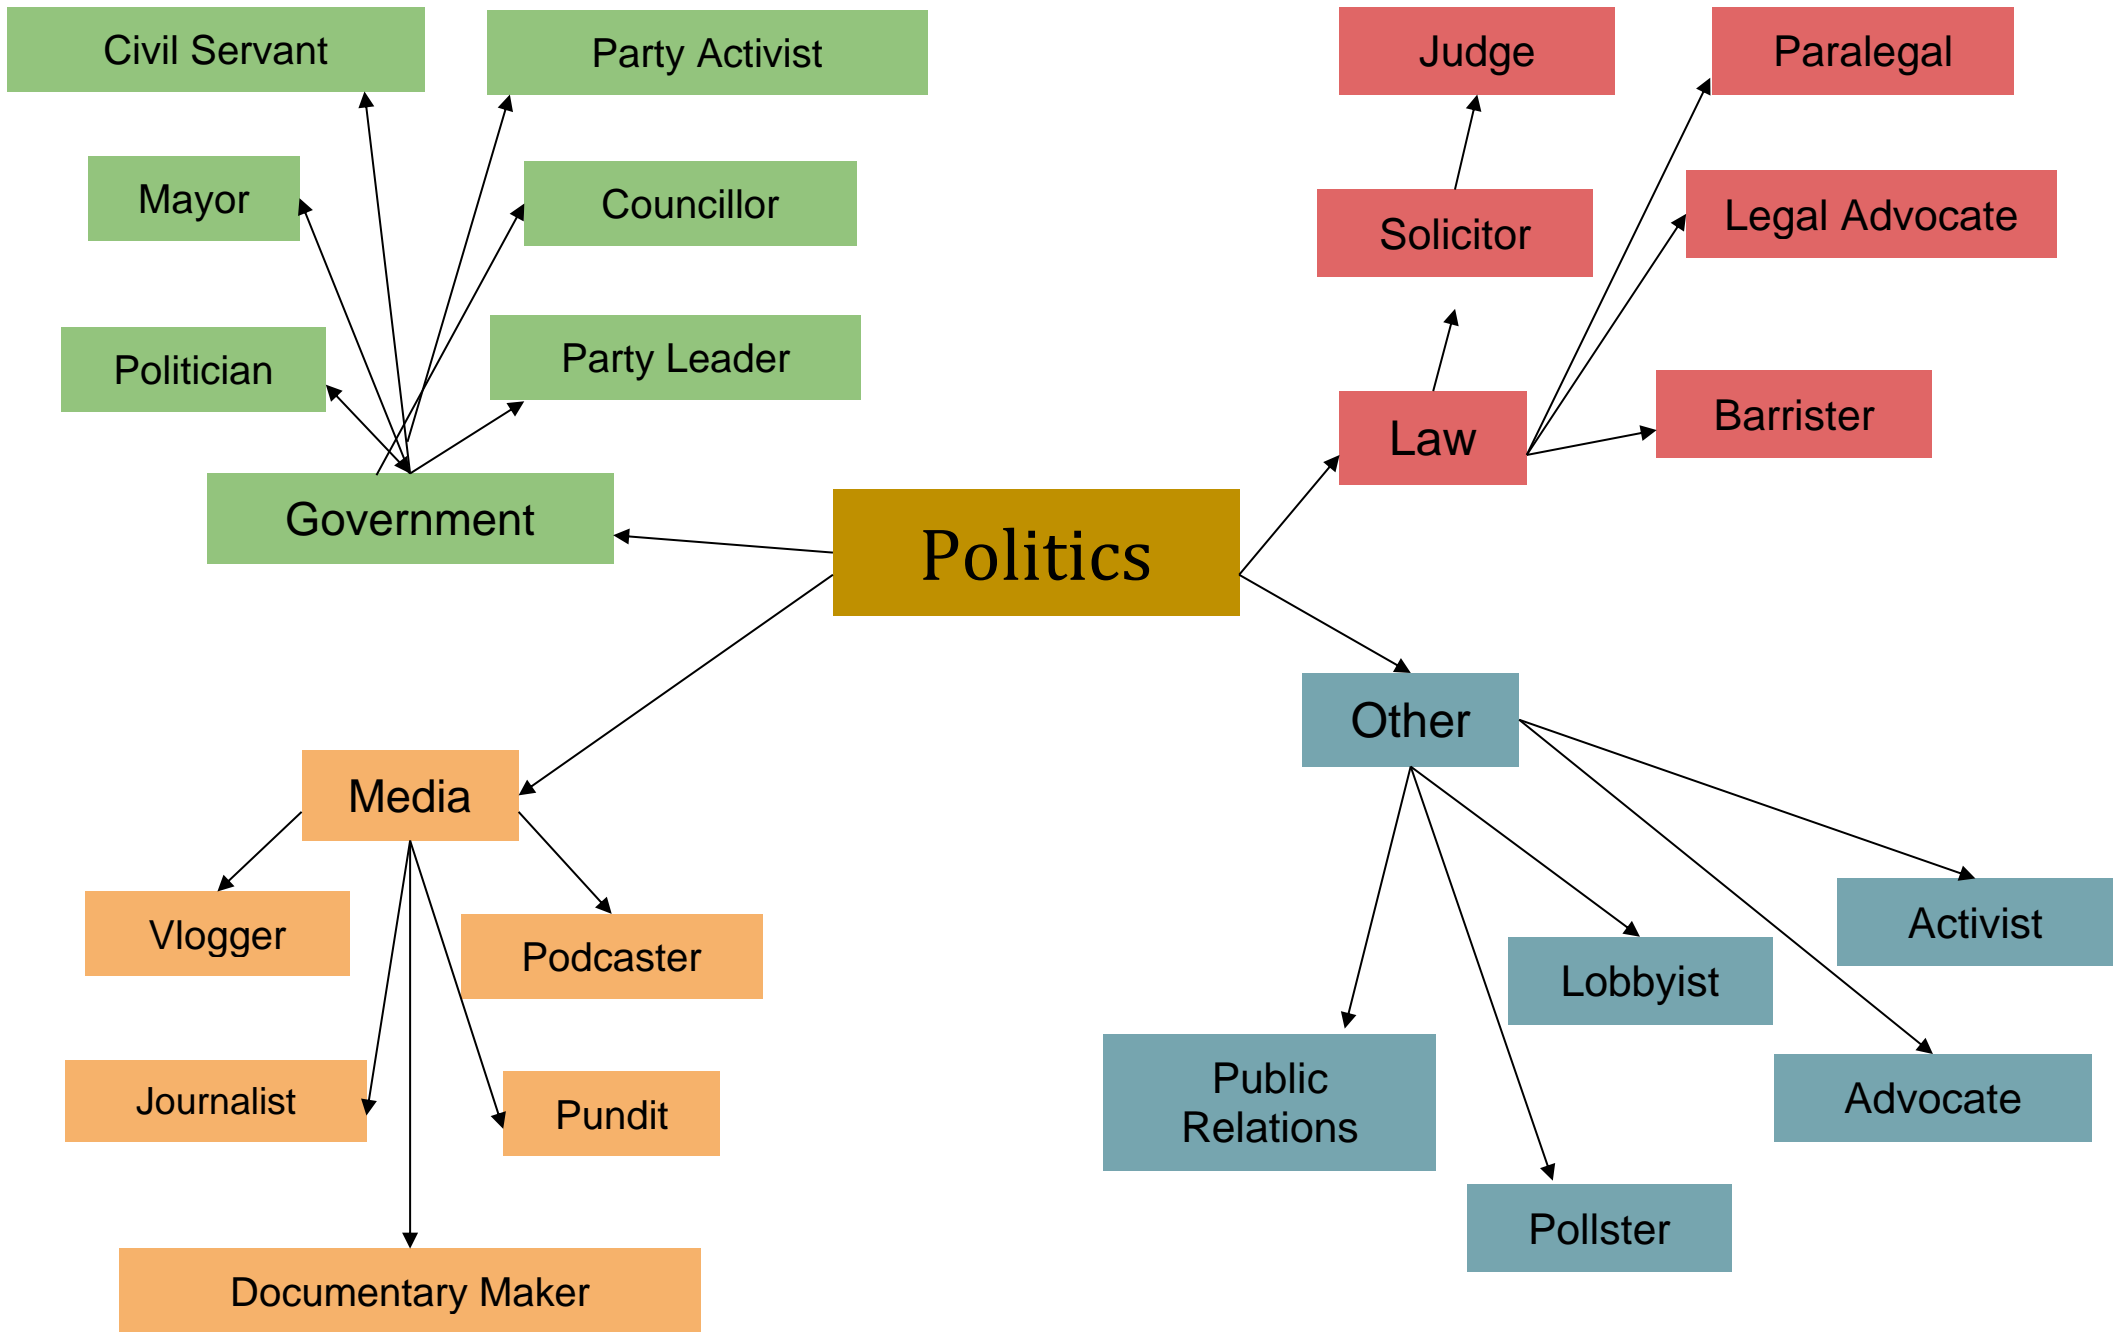 Civil Servant
Party Activist
Mayor
Councillor
Politician
Party Leader
Government
Judge
Paralegal
Solicitor
Legal Advocate
Law
Barrister
Politics
Media
Vlogger
Podcaster
Journalist
Pundit
Documentary Maker
Other
Activist
Lobbyist
Public
Relations
Advocate
Pollster